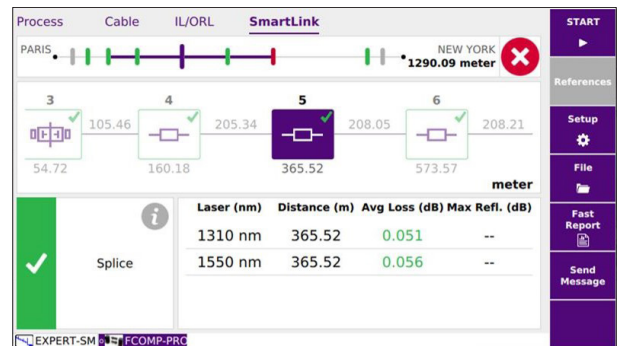 Process Cable IL/ORL SmartLink
START
PARIS
NEW YORK
1290.09 meter
References
3 4 5 6
105.46 205.34 208.05 208.21
54.72 160.18 365.52 573.57
meter
Setup
File
Fast
Report
Send
Message
i
Splice
Laser (nm) Distance (m) Avg Loss (dB) Max Refl. (dB)
1310 nm 365.52 0.051 --
1550 nm 365.52 0.056 --
EXPERT-SM FCOMP-PRO